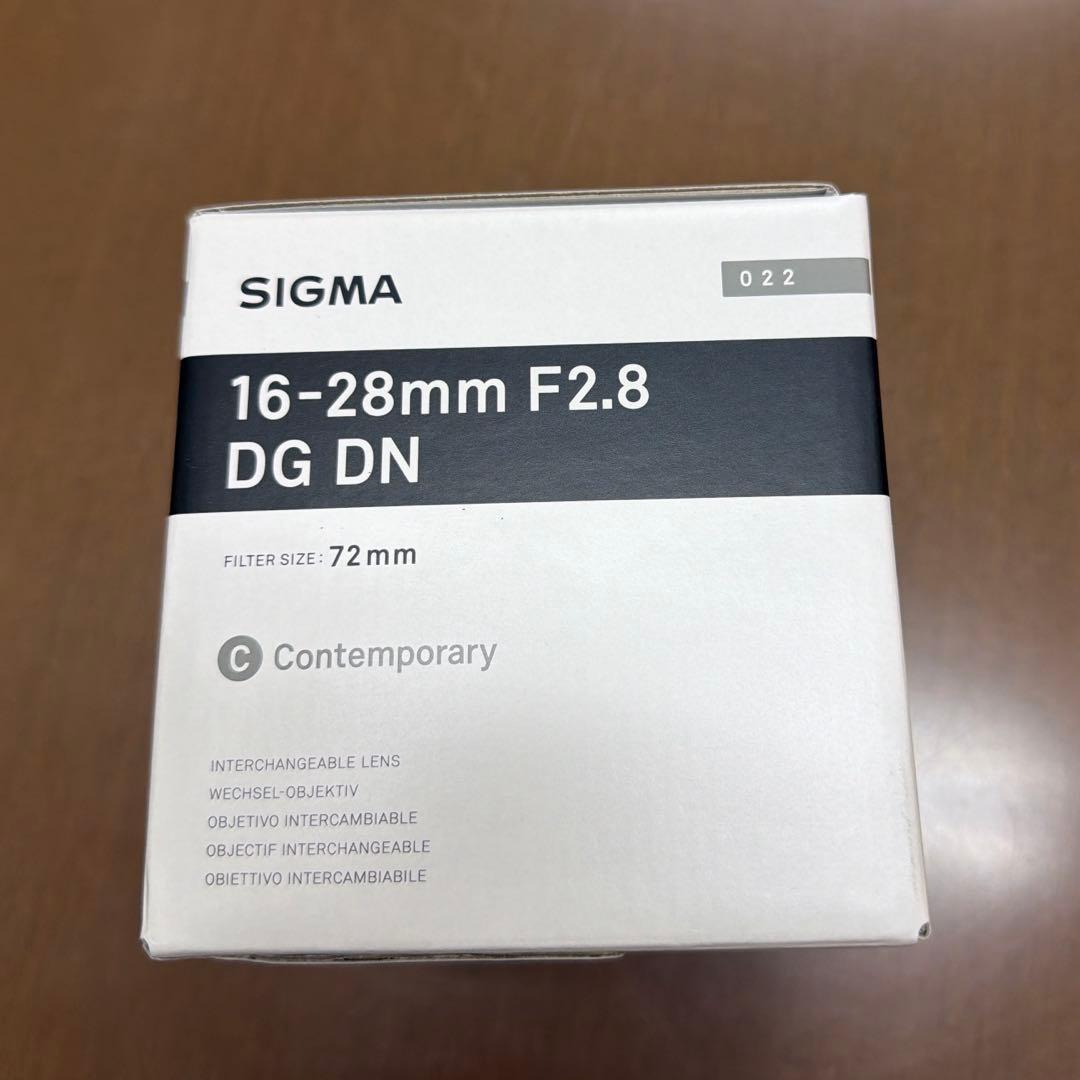 SIGMA
022
16-28mm F2.8
DG DN
FILTER SIZE: 72mm
C Contemporary
INTERCHANGEABLE LENS
WECHSEL-OBJEKTIV
OBJETIVO INTERCAMBIABLE
OBJECTIF INTERCHANGEABLE
OBIETTIVO INTERCAMBIABILE